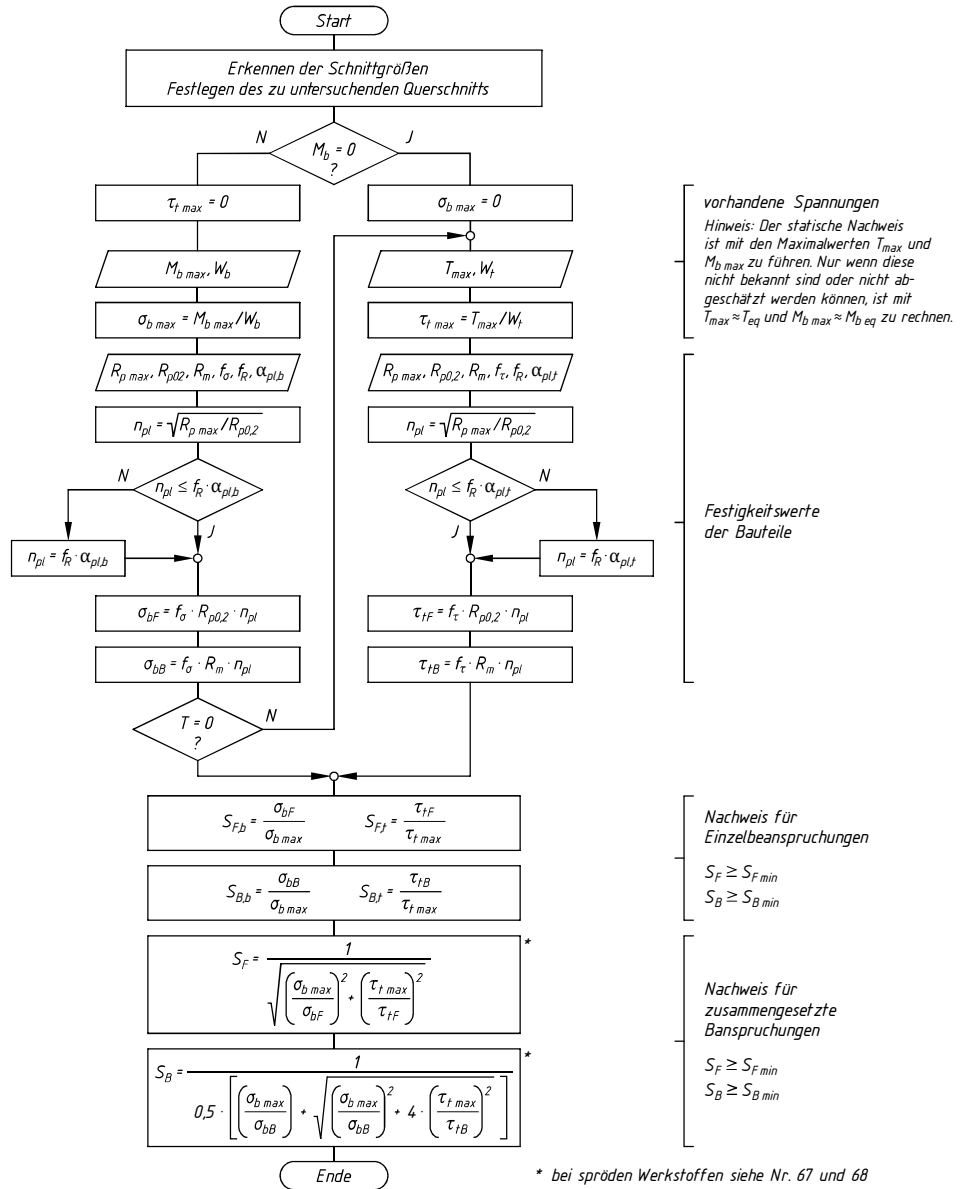 Start
Erkennen der Schnittgrößen
Festlegen des zu untersuchenden Querschnitts
N
J
M_b = 0
?
τ_t max = 0
M_b max, W_b
σ_b max = M_b max / W_b
R_p max, R_p02, R_m, f_σ, f_R, α_pl,b
n_pl = √(R_p max / R_p0,2)
N
n_pl ≤ f_R · α_pl,b
J
n_pl = f_R · α_pl,b
σ_bF = f_σ · R_p0,2 · n_pl
σ_bB = f_σ · R_m · n_pl
T = 0
?
N
σ_b max = 0
T_max, W_t
τ_t max = T_max / W_t
R_p max, R_p0,2, R_m, f_τ, f_R, α_pl,t
n_pl = √(R_p max / R_p0,2)
n_pl ≤ f_R · α_pl,t
N
J
n_pl = f_R · α_pl,t
τ_tF = f_τ · R_p0,2 · n_pl
τ_tB = f_τ · R_m · n_pl
vorhandene Spannungen
Hinweis: Der statische Nachweis
ist mit den Maximalwerten T_max und
M_b max zu führen. Nur wenn diese
nicht bekannt sind oder nicht ab-
geschätzt werden können, ist mit
T_max ≈ T_eq und M_b max ≈ M_b eq zu rechnen.
Festigkeitswerte
der Bauteile
S_F,b = σ_bF / σ_b max S_F,t = τ_tF / τ_t max
S_B,b = σ_bB / σ_b max S_B,t = τ_tB / τ_t max
Nachweis für
Einzelbeanspruchungen
S_F ≥ S_F min
S_B ≥ S_B min
S_F = 1 / √((σ_b max / σ_bF)² + (τ_t max / τ_tF)²) *
S_B = 1 / (0,5 · [(σ_b max / σ_bB) + √((σ_b max / σ_bB)² + 4 · (τ_t max / τ_tB)²)]) *
Nachweis für
zusammengesetzte
Banspruchungen
S_F ≥ S_F min
S_B ≥ S_B min
Ende
* bei spröden Werkstoffen siehe Nr. 67 und 68